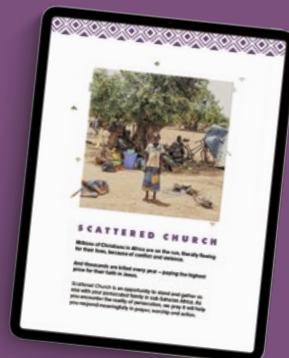 SCATTERED CHURCH
Millions of Christians in Africa are on the run, literally fleeing
for their lives, because of conflict and violence.
And thousands are killed every year – paying the highest
price for their faith in Jesus.
Scattered Church is an opportunity to stand and gather as
one with your persecuted family in sub-Saharan Africa. As
you encounter the reality of persecution, we pray it will help
you respond meaningfully in prayer, worship and action.